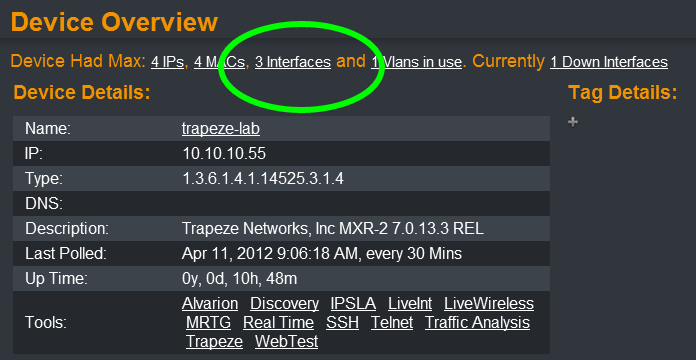 Device Overview
Device Had Max: 4 IPs, 4 MACs, 3 Interfaces and 1 Vlans in use. Currently 1 Down Interfaces
Device Details:
Tag Details:
+
Name: trapeze-lab
IP: 10.10.10.55
Type: 1.3.6.1.4.1.14525.3.1.4
DNS:
Description: Trapeze Networks, Inc MXR-2 7.0.13.3 REL
Last Polled: Apr 11, 2012 9:06:18 AM, every 30 Mins
Up Time: 0y, 0d, 10h, 48m
Tools: Alvarion Discovery IPSLA LiveInt LiveWireless
MRTG Real Time SSH Telnet Traffic Analysis
Trapeze WebTest